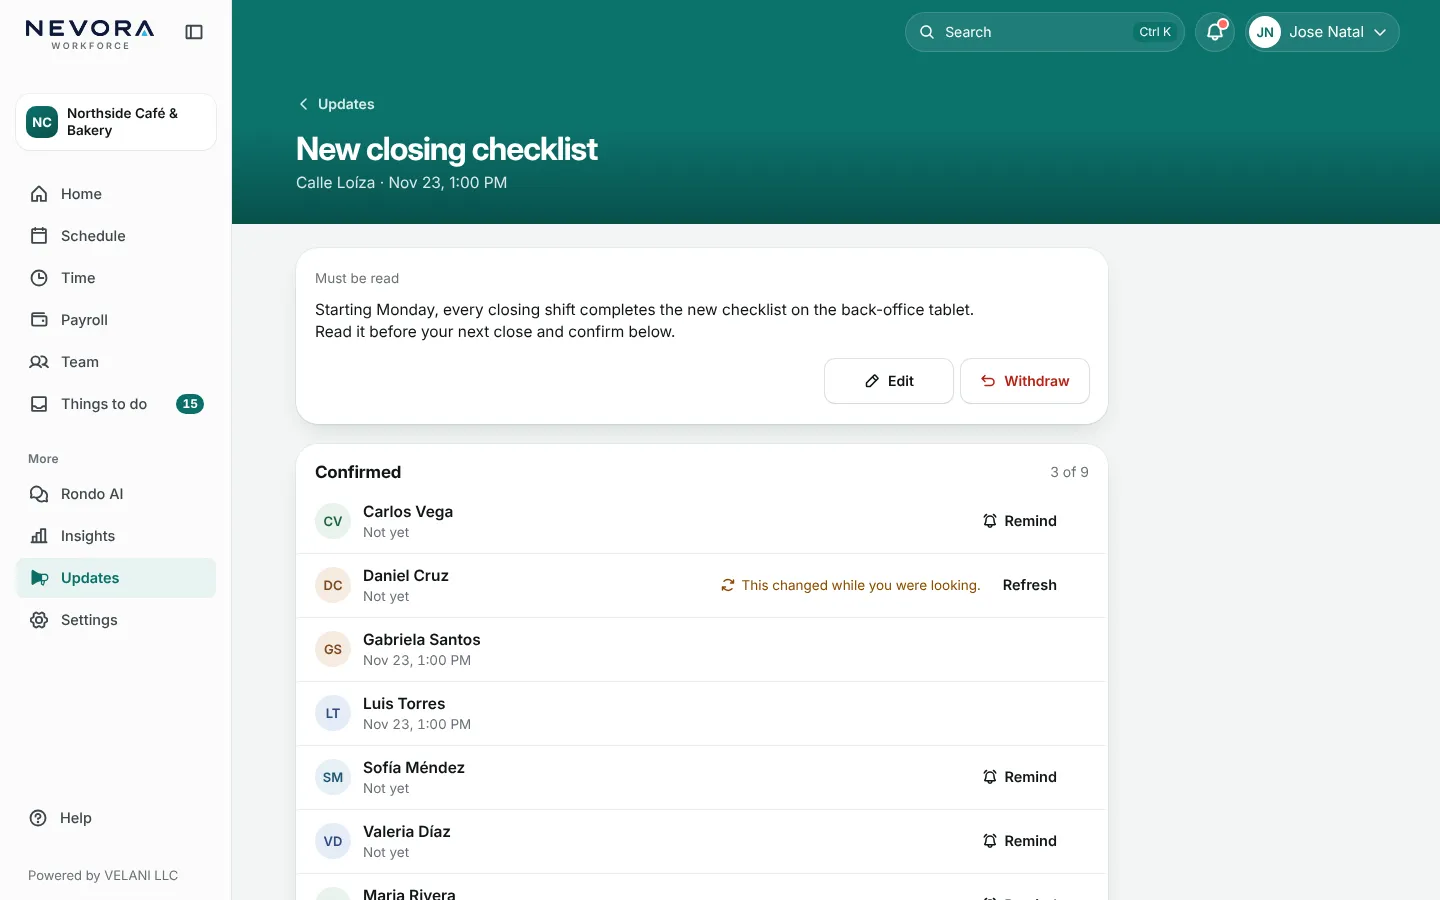 NEVORA
WORKFORCE
Search
Ctrl K
JN
Jose Natal
NC
Northside Café &
Bakery
Home
Schedule
Time
Payroll
Team
Things to do
15
More
Rondo AI
Insights
Updates
Settings
Help
Powered by VELANI LLC
Updates
New closing checklist
Calle Loíza · Nov 23, 1:00 PM
Must be read
Starting Monday, every closing shift completes the new checklist on the back-office tablet.
Read it before your next close and confirm below.
Edit
Withdraw
Confirmed
3 of 9
CV
Carlos Vega
Not yet
Remind
DC
Daniel Cruz
Not yet
This changed while you were looking.
Refresh
GS
Gabriela Santos
Nov 23, 1:00 PM
LT
Luis Torres
Nov 23, 1:00 PM
SM
Sofía Méndez
Not yet
Remind
VD
Valeria Díaz
Not yet
Remind
Maria Rivera